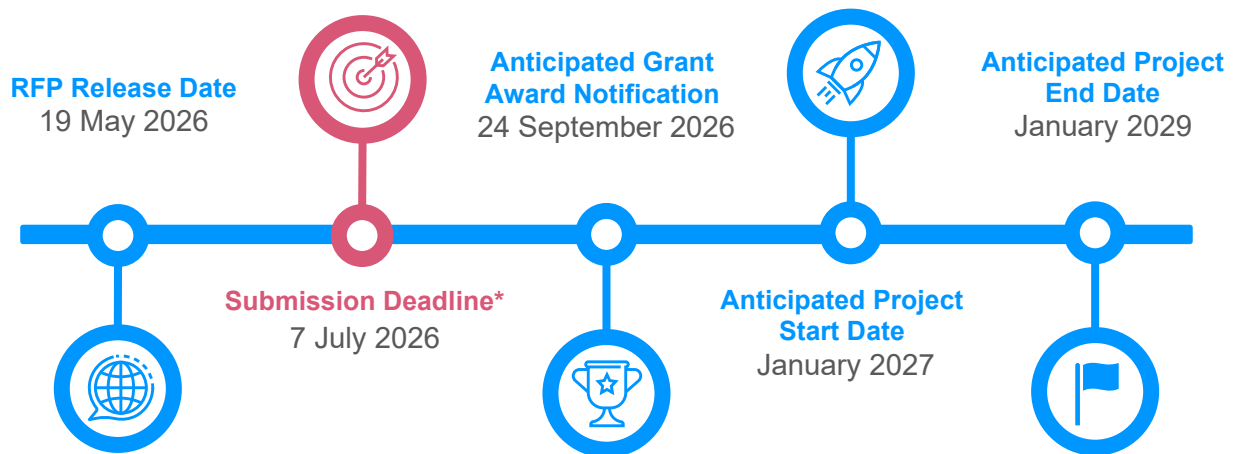 RFP Release Date
19 May 2026
Submission Deadline*
7 July 2026
Anticipated Grant
Award Notification
24 September 2026
Anticipated Project
Start Date
January 2027
Anticipated Project
End Date
January 2029